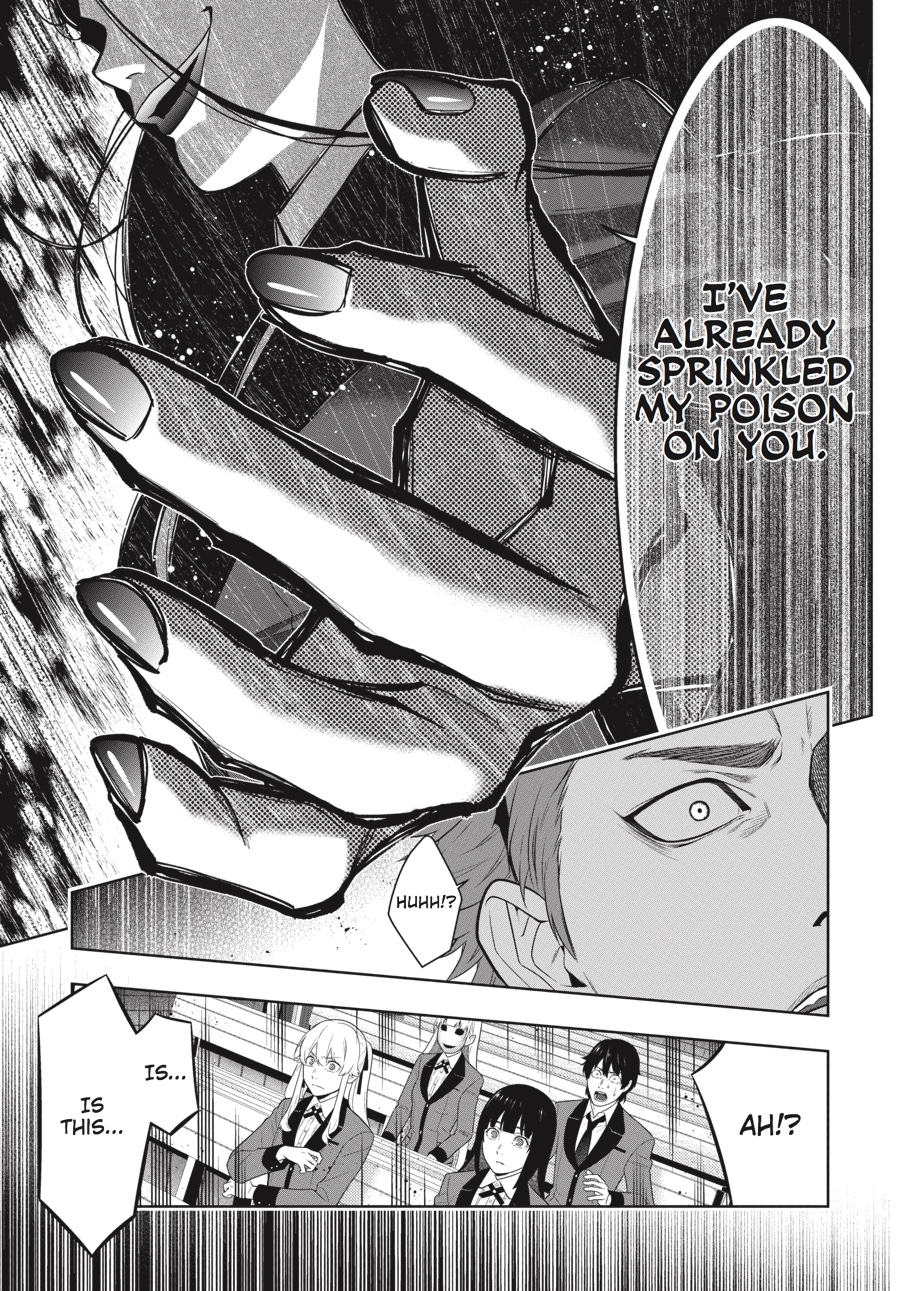 I'VE
ALREADY
SPRINKLED
MY POISON
ON YOU.
HUHH!?
AH!?
IS...
IS
THIS...